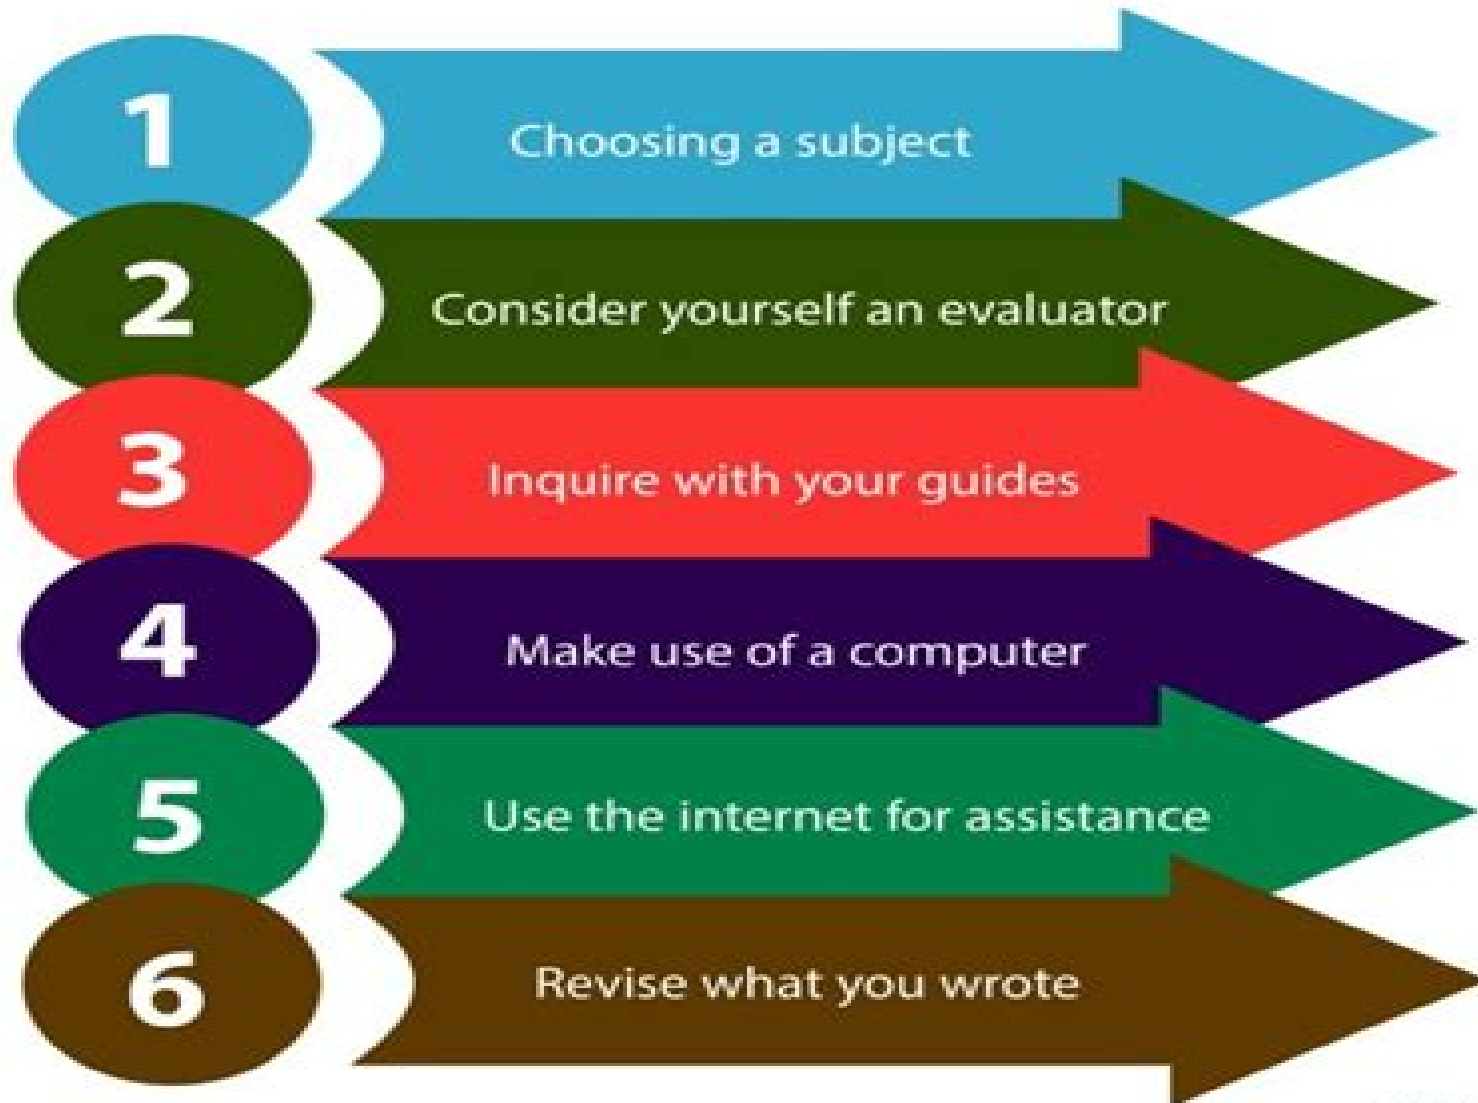 1 Choosing a subject
2 Consider yourself an evaluator
3 Inquire with your guides
4 Make use of a computer
5 Use the internet for assistance
6 Revise what you wrote